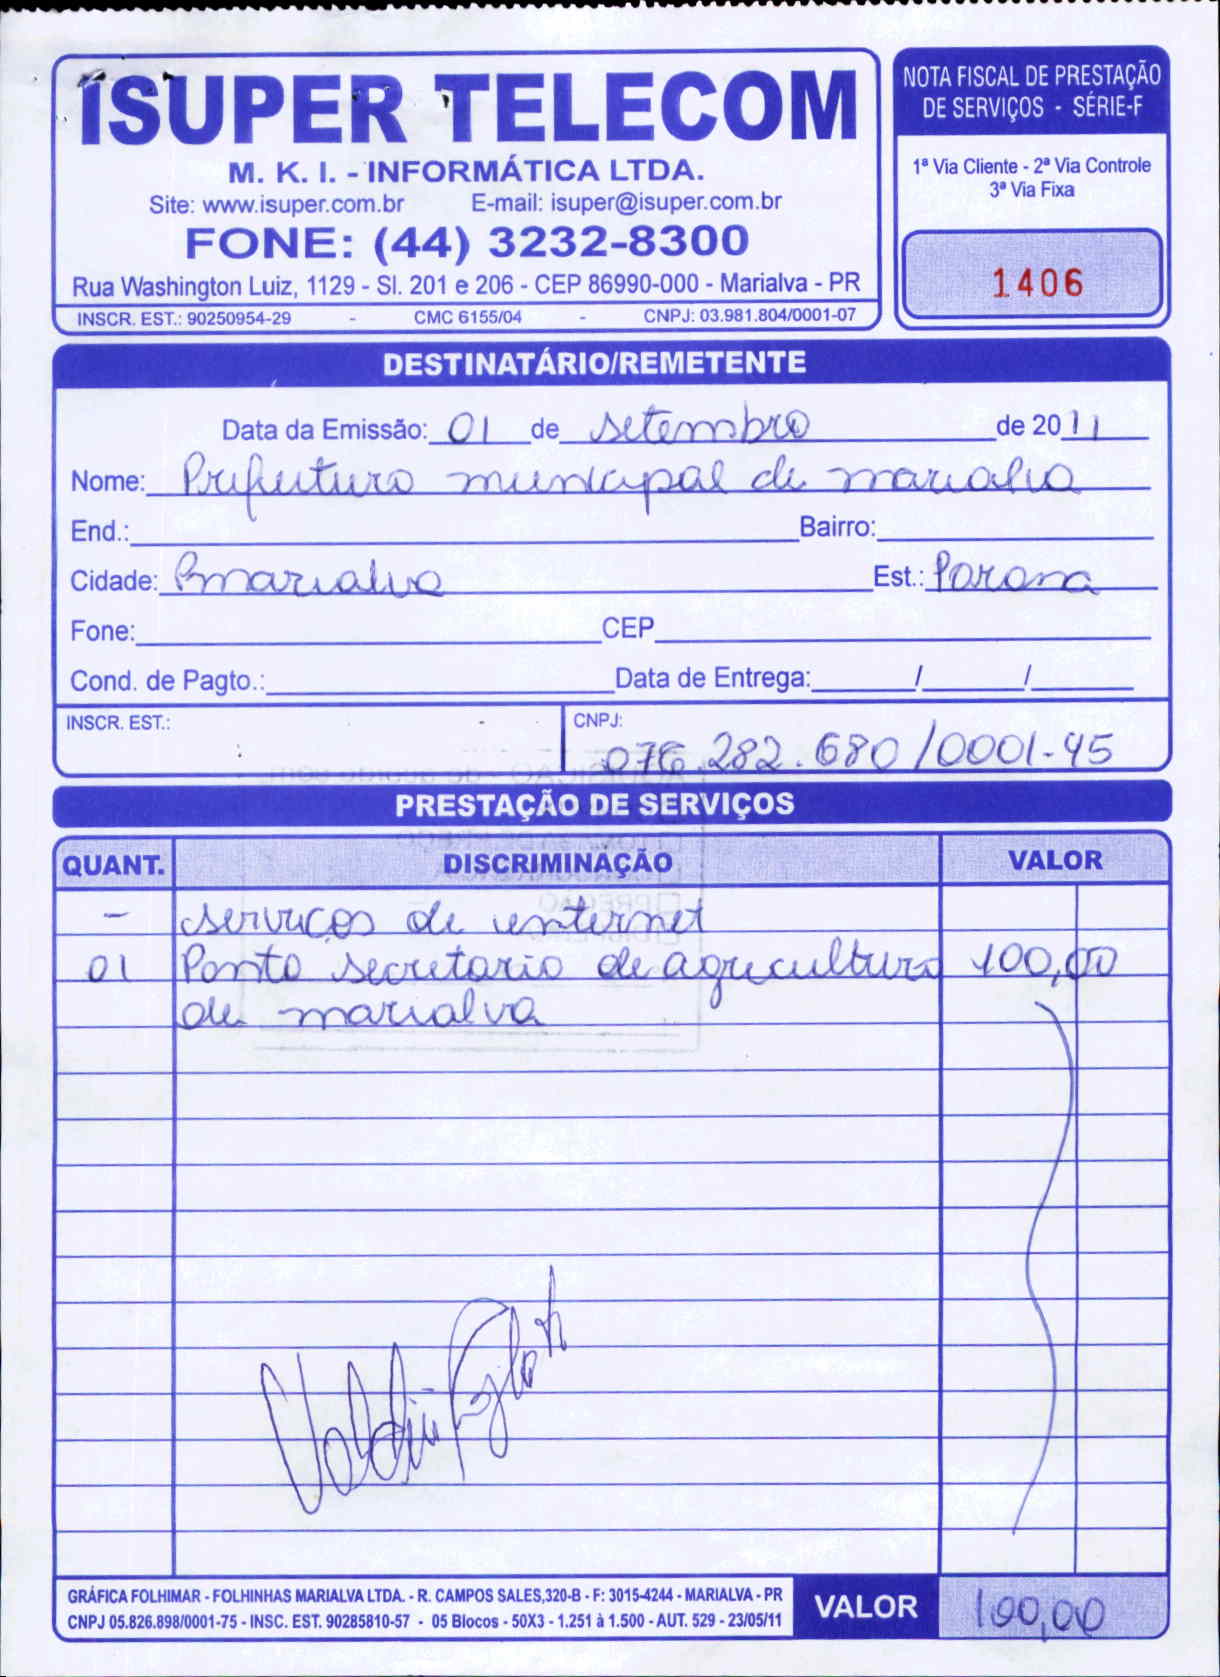 ISUPER TELECOM
M. K. I. - INFORMÁTICA LTDA.
Site: www.isuper.com.br E-mail: isuper@isuper.com.br
FONE: (44) 3232-8300
Rua Washington Luiz, 1129 - Sl. 201 e 206 - CEP 86990-000 - Marialva - PR
INSCR. EST.: 90250954-29 - CMC 6155/04 - CNPJ: 03.981.804/0001-07
NOTA FISCAL DE PRESTAÇÃO
DE SERVIÇOS - SÉRIE-F
1ª Via Cliente - 2ª Via Controle
3ª Via Fixa
1406
DESTINATÁRIO/REMETENTE
Data da Emissão: 01 de setembro de 2011
Nome: Prefeitura municipal de marialva
End.: Bairro:
Cidade: marialva Est.: Parana
Fone: CEP
Cond. de Pagto.: Data de Entrega: / /
INSCR. EST.: CNPJ:
076.282.680/0001-45
PRESTAÇÃO DE SERVIÇOS
QUANT. DISCRIMINAÇÃO VALOR
- serviços de internet
01 Ponto secretario de agricultura 100,00
de marialva
GRÁFICA FOLHIMAR - FOLHINHAS MARIALVA LTDA. - R. CAMPOS SALES,320-B - F: 3015-4244 - MARIALVA - PR
CNPJ 05.826.898/0001-75 - INSC. EST. 90285810-57 - 05 Blocos - 50X3 - 1.251 à 1.500 - AUT. 529 - 23/05/11
VALOR 100,00